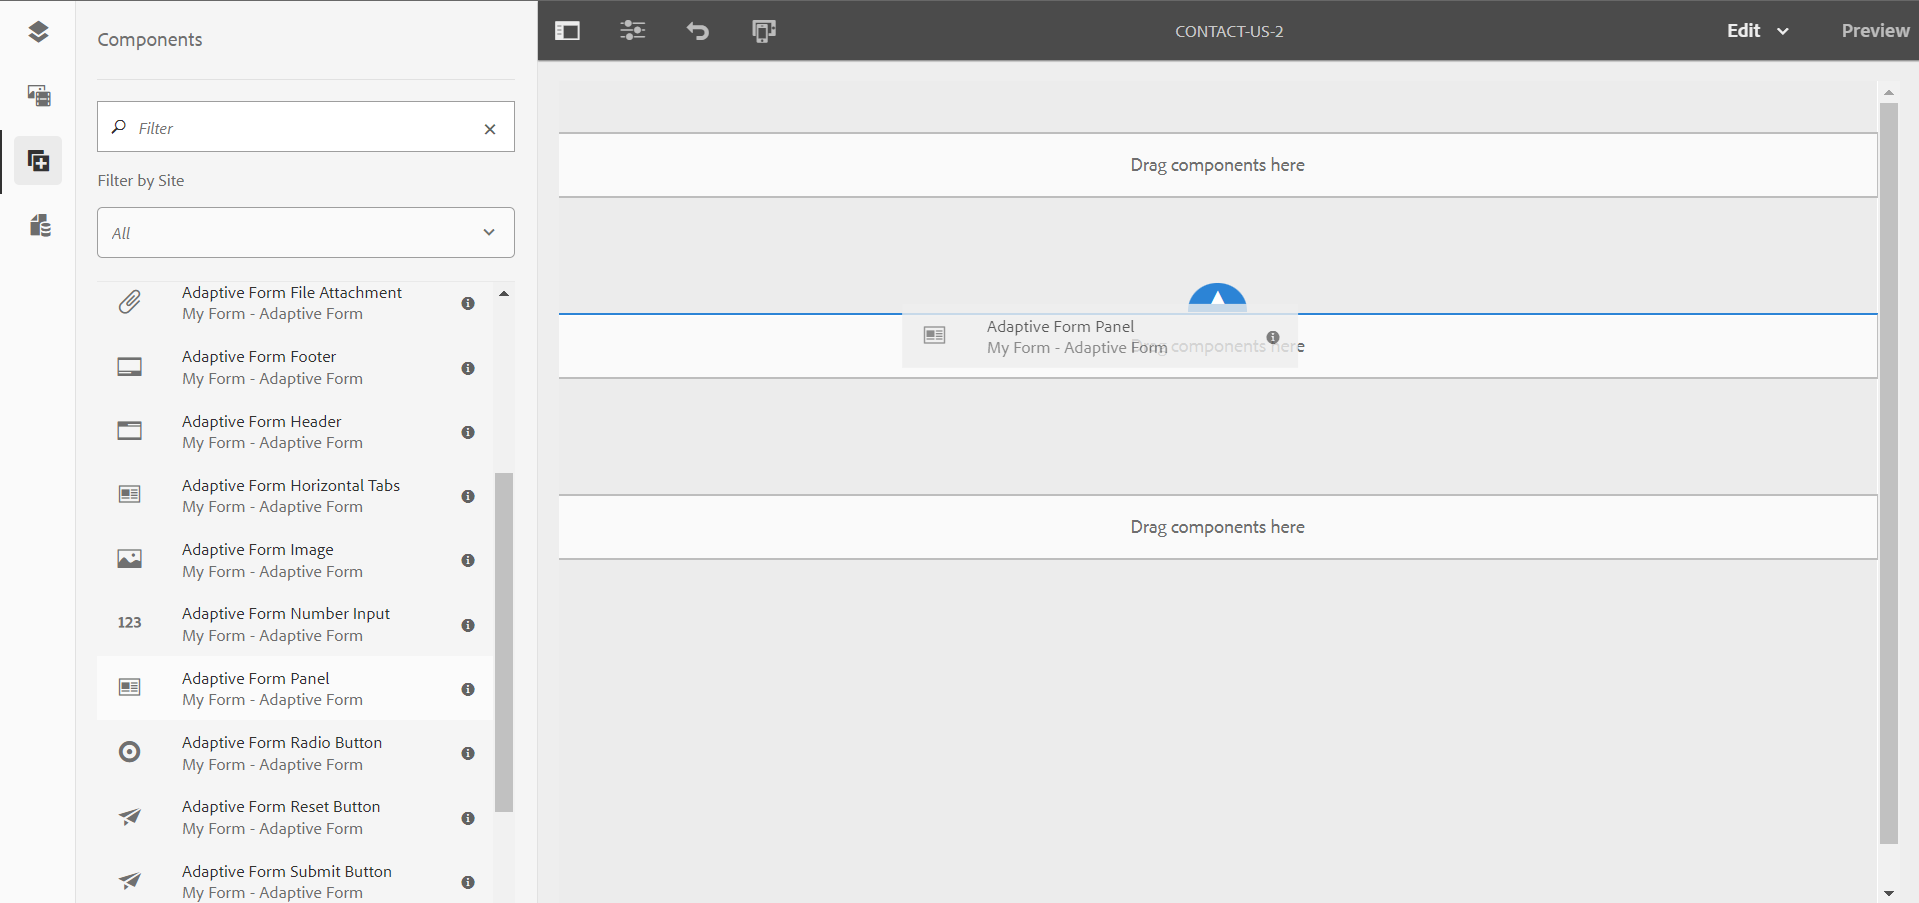 Components
Filter
Filter by Site
All
Adaptive Form File Attachment
My Form - Adaptive Form
Adaptive Form Footer
My Form - Adaptive Form
Adaptive Form Header
My Form - Adaptive Form
Adaptive Form Horizontal Tabs
My Form - Adaptive Form
Adaptive Form Image
My Form - Adaptive Form
123
Adaptive Form Number Input
My Form - Adaptive Form
Adaptive Form Panel
My Form - Adaptive Form
Adaptive Form Radio Button
My Form - Adaptive Form
Adaptive Form Reset Button
My Form - Adaptive Form
Adaptive Form Submit Button
My Form - Adaptive Form
CONTACT-US-2
Edit
Preview
Drag components here
Adaptive Form Panel
My Form - Adaptive Form
Drag components here
Drag components here